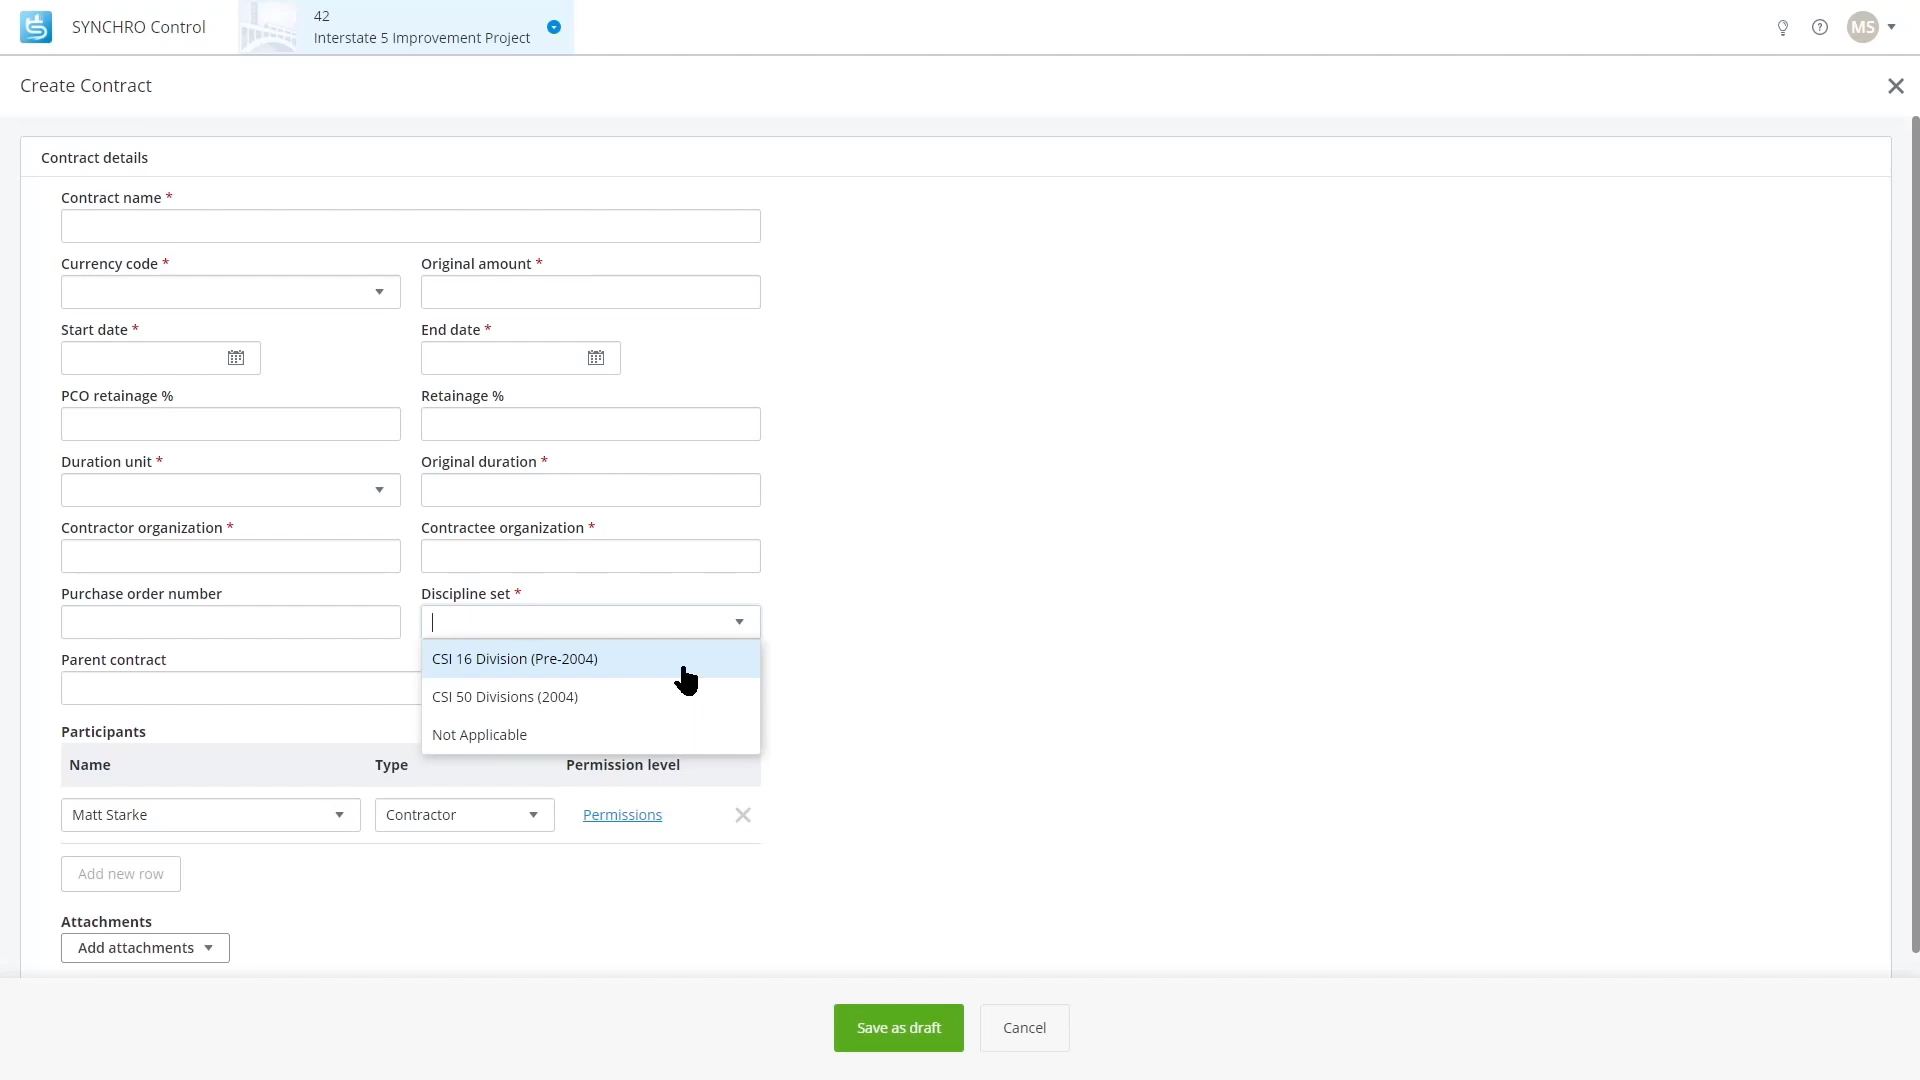 SYNCHRO Control
42
Interstate 5 Improvement Project
MS
Create Contract
Contract details
Contract name *
Currency code *
Original amount *
Start date *
End date *
PCO retainage %
Retainage %
Duration unit *
Original duration *
Contractor organization *
Contractee organization *
Purchase order number
Discipline set *
CSI 16 Division (Pre-2004)
Parent contract
CSI 50 Divisions (2004)
Not Applicable
Participants
Name Type Permission level
Matt Starke Contractor Permissions
Add new row
Attachments
Add attachments
Save as draft Cancel